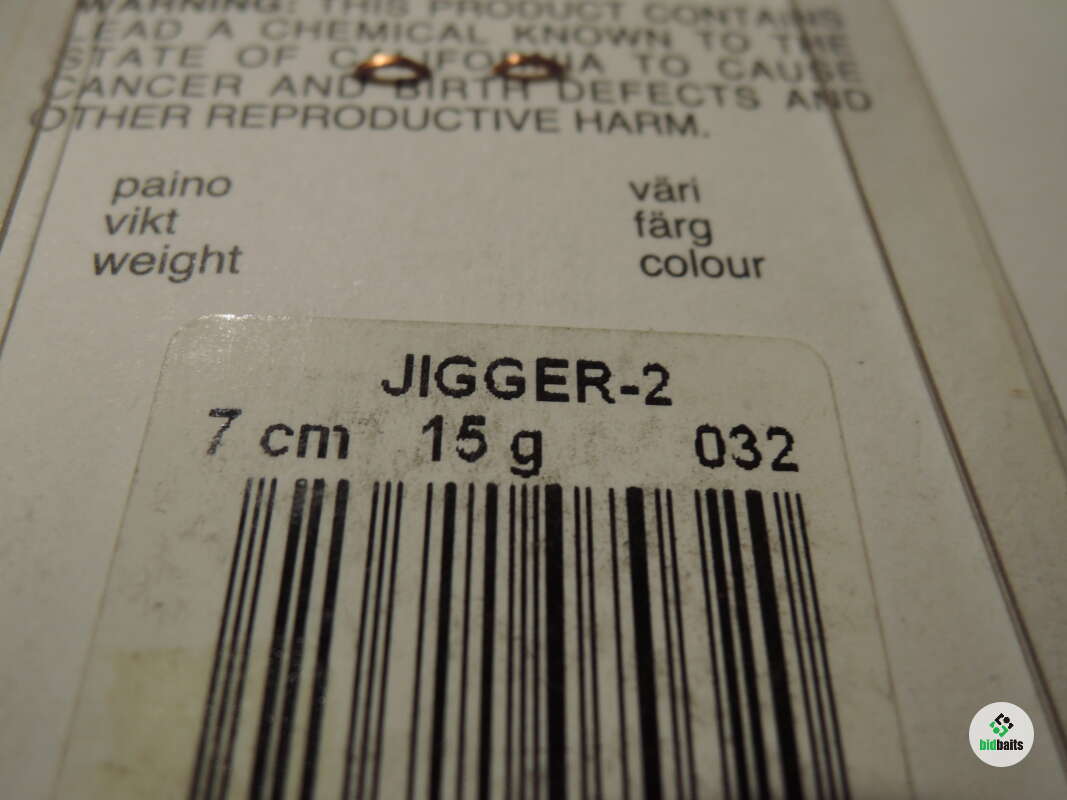 WARNING: THIS PRODUCT CONTAINS
LEAD A CHEMICAL KNOWN TO THE
STATE OF CALIFORNIA TO CAUSE
CANCER AND BIRTH DEFECTS AND
OTHER REPRODUCTIVE HARM.
paino väri
vikt färg
weight colour
JIGGER-2
7 cm 15 g 032
bidbaits